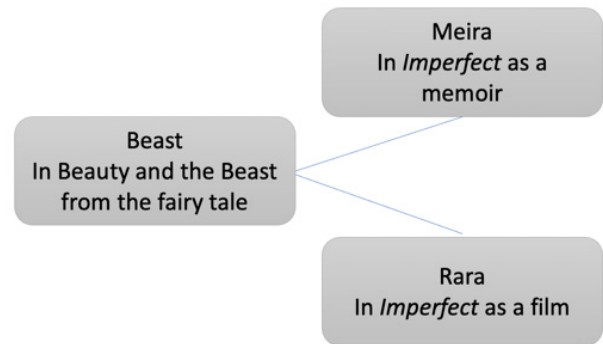 Meira
In Imperfect as a
memoir
Beast
In Beauty and the Beast
from the fairy tale
Rara
In Imperfect as a film